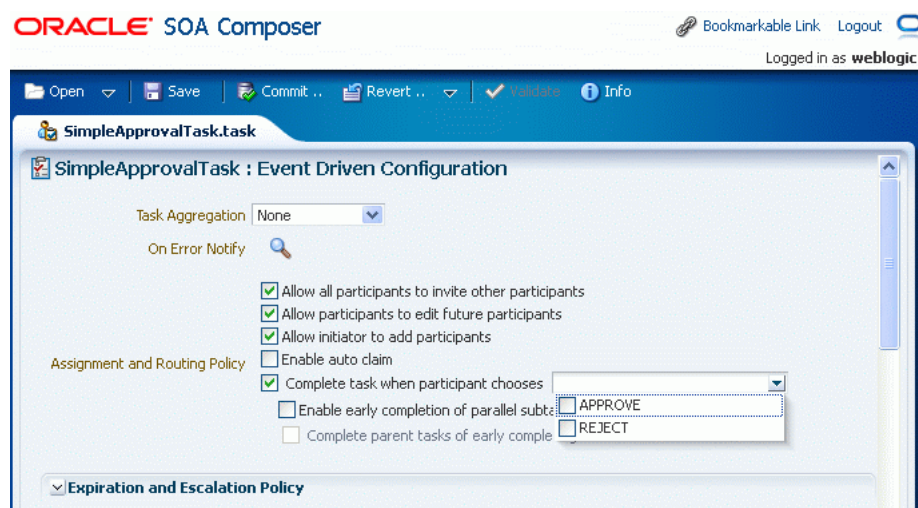 ORACLE SOA Composer
Bookmarkable Link Logout
Logged in as weblogic
Open Save Commit .. Revert .. Validate Info
SimpleApprovalTask.task
SimpleApprovalTask : Event Driven Configuration
Task Aggregation None
On Error Notify
Allow all participants to invite other participants
Allow participants to edit future participants
Allow initiator to add participants
Assignment and Routing Policy Enable auto claim
Complete task when participant chooses
Enable early completion of parallel subta APPROVE
REJECT
Complete parent tasks of early comple
Expiration and Escalation Policy